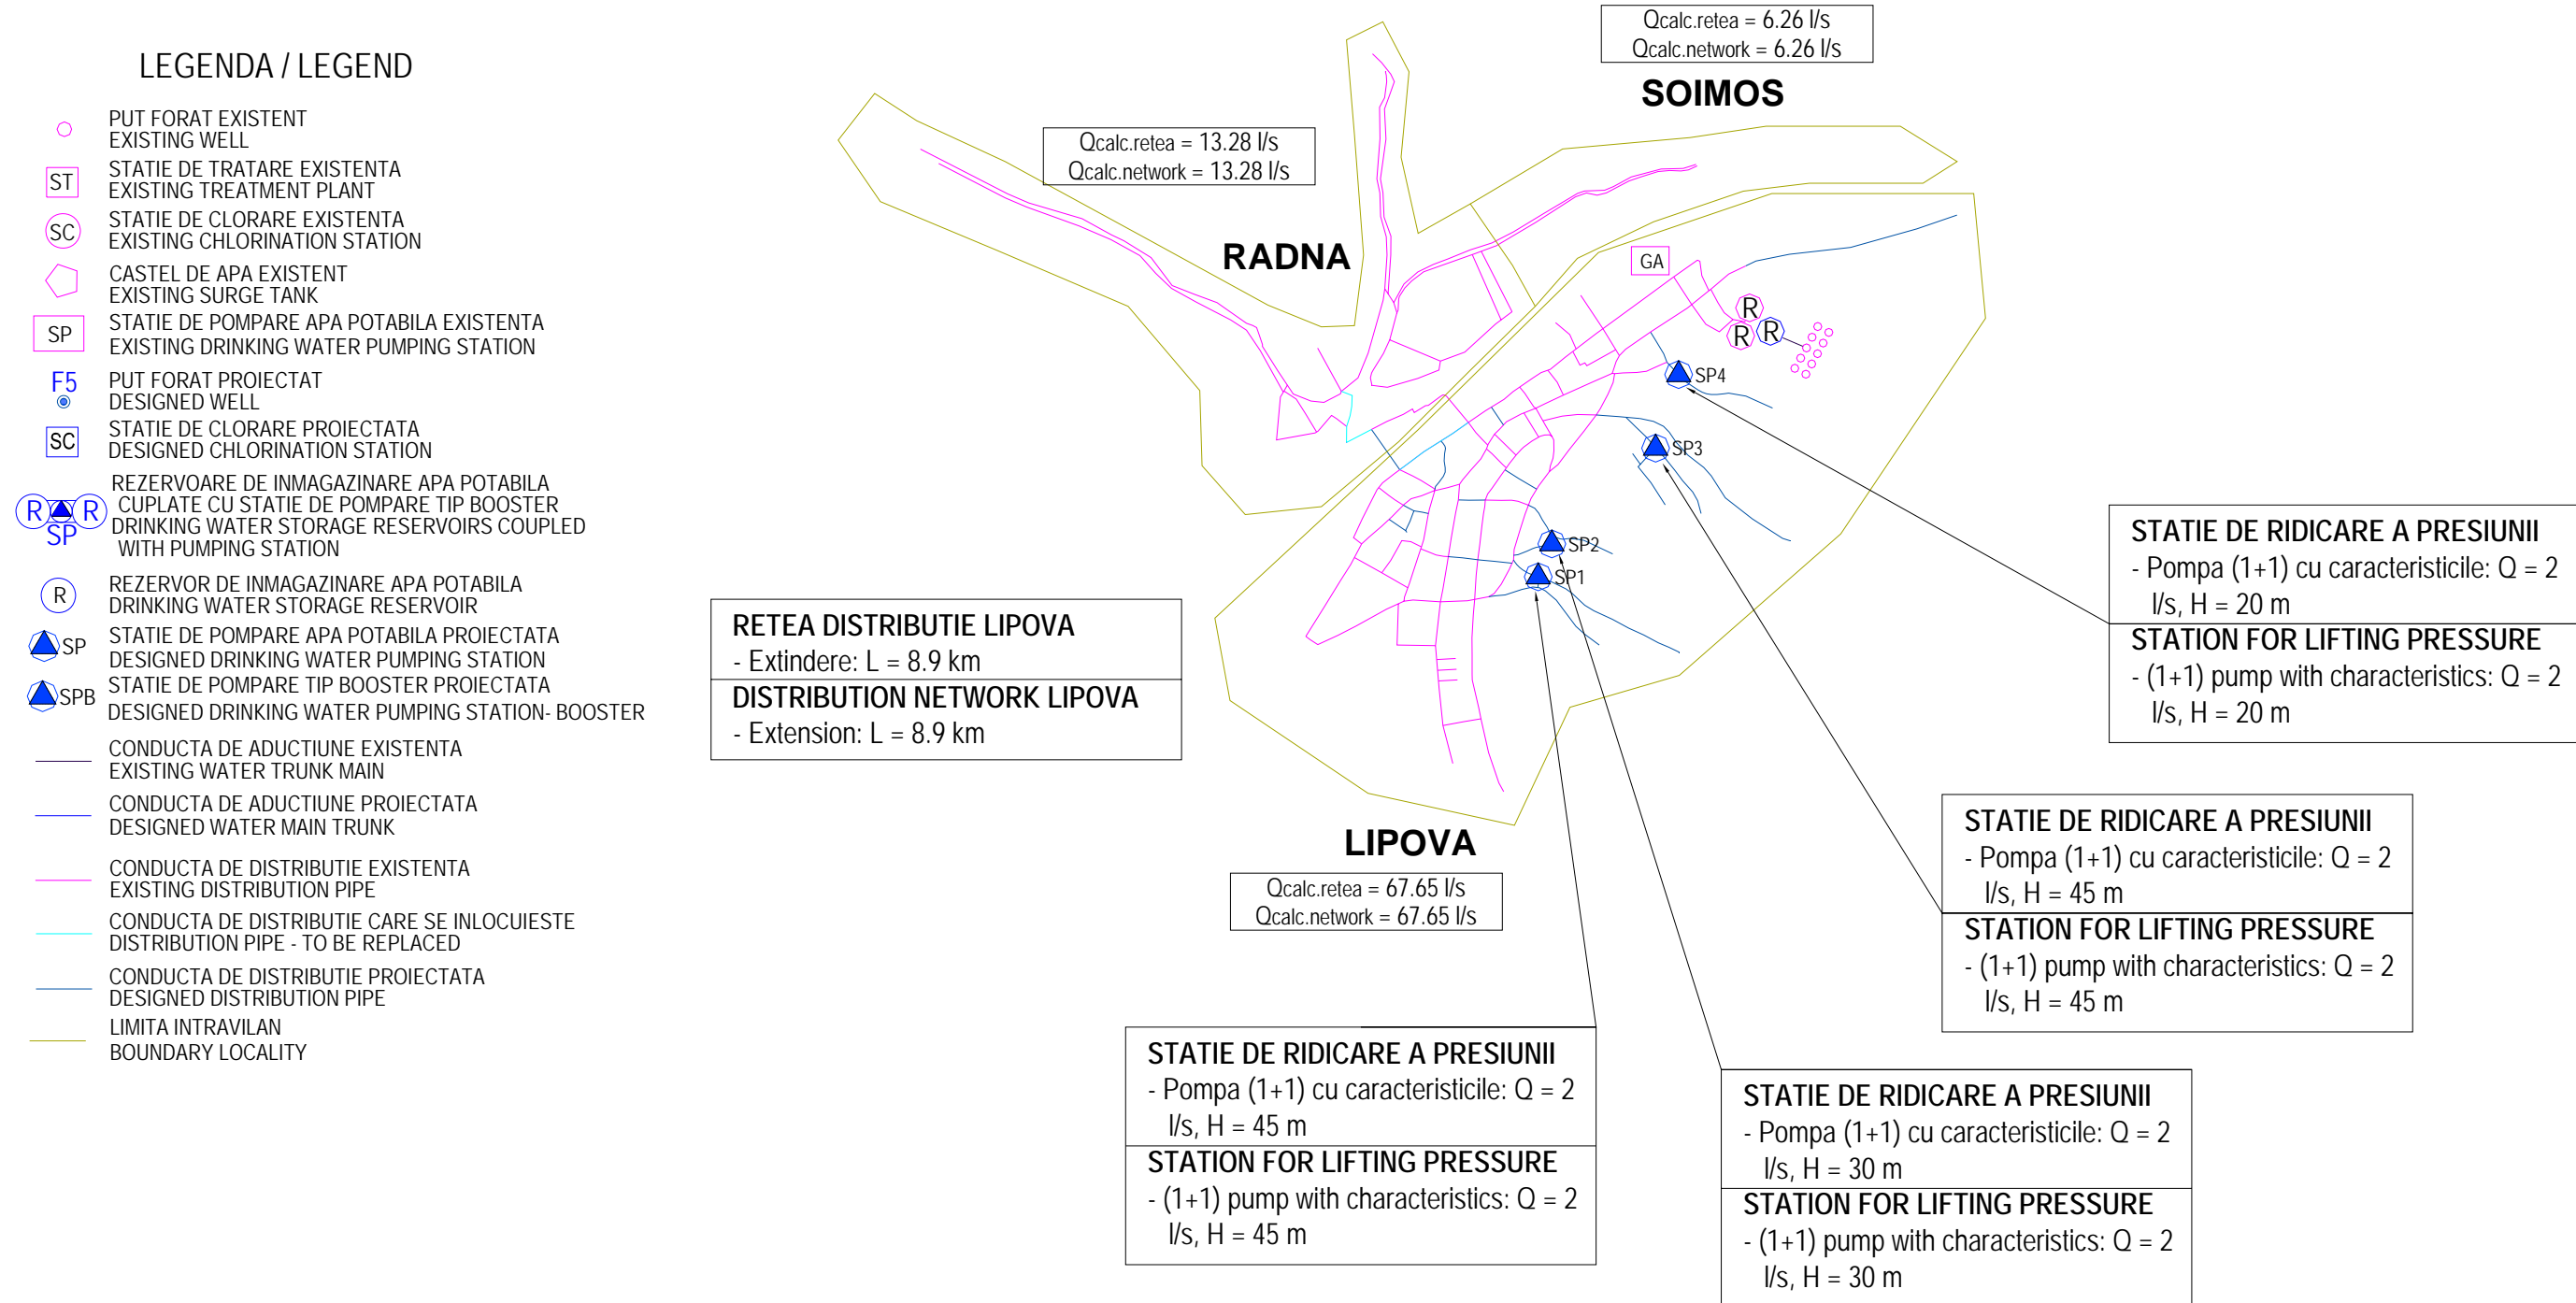 LEGENDA / LEGEND
PUT FORAT EXISTENT
EXISTING WELL
ST
STATIE DE TRATARE EXISTENTA
EXISTING TREATMENT PLANT
SC
STATIE DE CLORARE EXISTENTA
EXISTING CHLORINATION STATION
CASTEL DE APA EXISTENT
EXISTING SURGE TANK
SP
STATIE DE POMPARE APA POTABILA EXISTENTA
EXISTING DRINKING WATER PUMPING STATION
F5
PUT FORAT PROIECTAT
DESIGNED WELL
SC
STATIE DE CLORARE PROIECTATA
DESIGNED CHLORINATION STATION
R R
SP
REZERVOARE DE INMAGAZINARE APA POTABILA
CUPLATE CU STATIE DE POMPARE TIP BOOSTER
DRINKING WATER STORAGE RESERVOIRS COUPLED
WITH PUMPING STATION
R
REZERVOR DE INMAGAZINARE APA POTABILA
DRINKING WATER STORAGE RESERVOIR
SP
STATIE DE POMPARE APA POTABILA PROIECTATA
DESIGNED DRINKING WATER PUMPING STATION
SPB
STATIE DE POMPARE TIP BOOSTER PROIECTATA
DESIGNED DRINKING WATER PUMPING STATION- BOOSTER
CONDUCTA DE ADUCTIUNE EXISTENTA
EXISTING WATER TRUNK MAIN
CONDUCTA DE ADUCTIUNE PROIECTATA
DESIGNED WATER MAIN TRUNK
CONDUCTA DE DISTRIBUTIE EXISTENTA
EXISTING DISTRIBUTION PIPE
CONDUCTA DE DISTRIBUTIE CARE SE INLOCUIESTE
DISTRIBUTION PIPE - TO BE REPLACED
CONDUCTA DE DISTRIBUTIE PROIECTATA
DESIGNED DISTRIBUTION PIPE
LIMITA INTRAVILAN
BOUNDARY LOCALITY
Qcalc.retea = 6.26 l/s
Qcalc.network = 6.26 l/s
SOIMOS
Qcalc.retea = 13.28 l/s
Qcalc.network = 13.28 l/s
RADNA
GA
R
R
R
SP4
SP3
SP2
SP1
RETEA DISTRIBUTIE LIPOVA
- Extindere: L = 8.9 km
DISTRIBUTION NETWORK LIPOVA
- Extension: L = 8.9 km
LIPOVA
Qcalc.retea = 67.65 l/s
Qcalc.network = 67.65 l/s
STATIE DE RIDICARE A PRESIUNII
- Pompa (1+1) cu caracteristicile: Q = 2
l/s, H = 20 m
STATION FOR LIFTING PRESSURE
- (1+1) pump with characteristics: Q = 2
l/s, H = 20 m
STATIE DE RIDICARE A PRESIUNII
- Pompa (1+1) cu caracteristicile: Q = 2
l/s, H = 45 m
STATION FOR LIFTING PRESSURE
- (1+1) pump with characteristics: Q = 2
l/s, H = 45 m
STATIE DE RIDICARE A PRESIUNII
- Pompa (1+1) cu caracteristicile: Q = 2
l/s, H = 45 m
STATION FOR LIFTING PRESSURE
- (1+1) pump with characteristics: Q = 2
l/s, H = 45 m
STATIE DE RIDICARE A PRESIUNII
- Pompa (1+1) cu caracteristicile: Q = 2
l/s, H = 30 m
STATION FOR LIFTING PRESSURE
- (1+1) pump with characteristics: Q = 2
l/s, H = 30 m